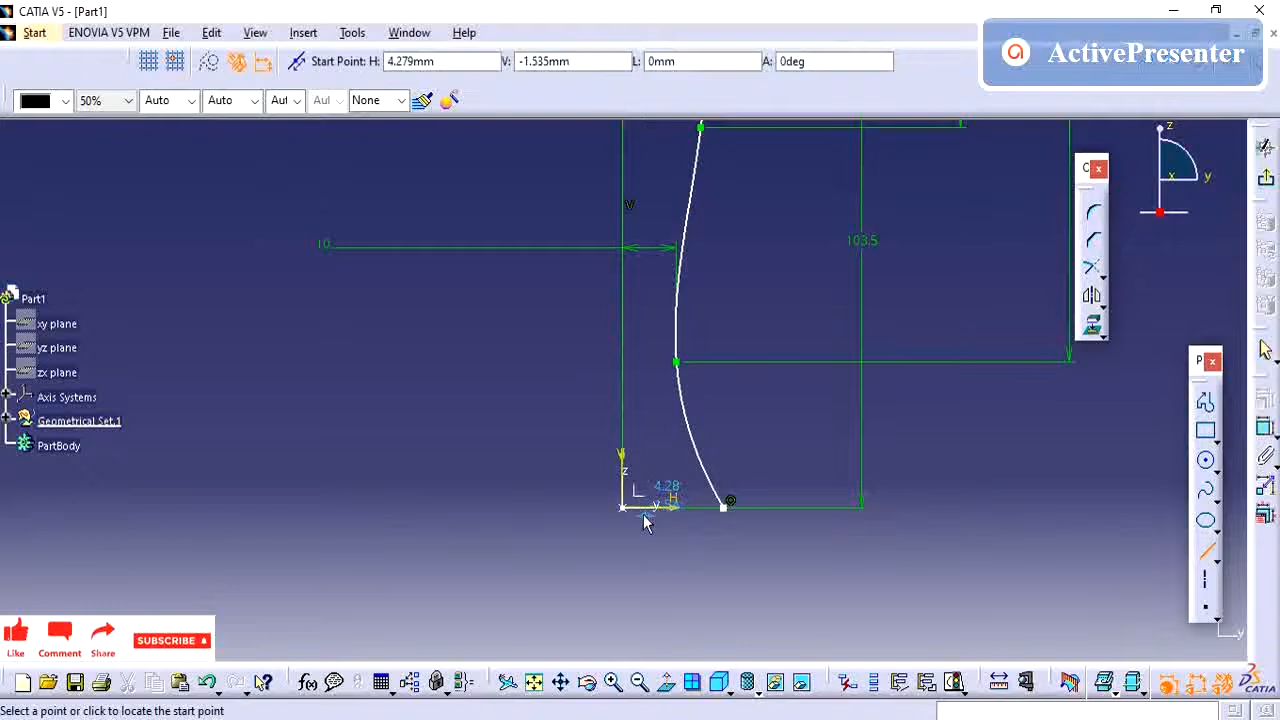 CATIA V5 - [Part1]
Start ENOVIA V5 VPM File Edit View Insert Tools Window Help
ActivePresenter
Start Point: H: 4.279mm V: -1.535mm L: 0mm A: 0deg
50% Auto Auto Aut Aut None
z
x y
C
V
103.5
10
Part1
xy plane
yz plane
zx plane
Axis Systems
Geometrical Set.1
PartBody
P
z
4.28
H
y
Like Comment Share SUBSCRIBE
y
CATIA
Select a point or click to locate the start point